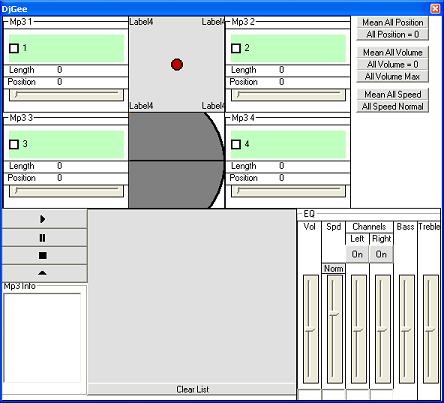 DjGee
Mp3 1
1
Length 0
Position 0
Label4 Label4
Label4 Label4
Mp3 2
2
Length 0
Position 0
Mean All Position
All Position = 0
Mean All Volume
All Volume = 0
All Volume Max
Mean All Speed
All Speed Normal
Mp3 3
3
Length 0
Position 0
Mp3 4
4
Length 0
Position 0
Mp3 Info
Clear List
EQ
Vol Spd Channels Bass Treble
Left Right
On On
Norm